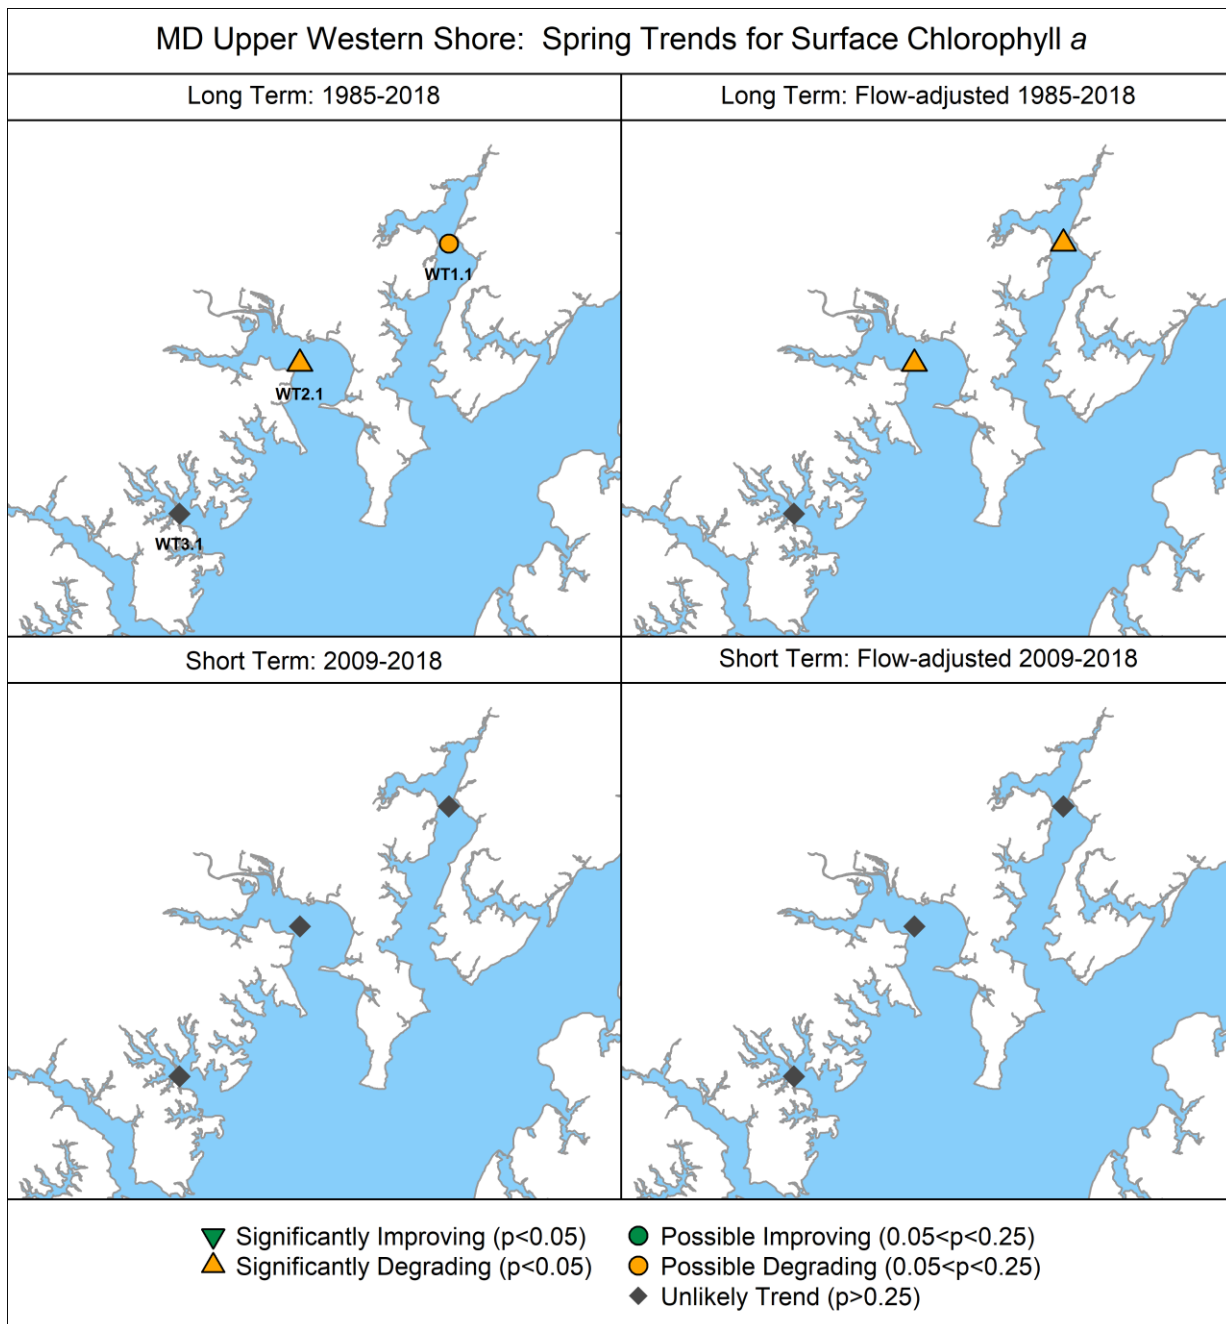 MD Upper Western Shore: Spring Trends for Surface Chlorophyll a
Long Term: 1985-2018
Long Term: Flow-adjusted 1985-2018
WT1.1
WT2.1
WT3.1
Short Term: 2009-2018
Short Term: Flow-adjusted 2009-2018
Significantly Improving (p<0.05)
Significantly Degrading (p<0.05)
Possible Improving (0.05<p<0.25)
Possible Degrading (0.05<p<0.25)
Unlikely Trend (p>0.25)